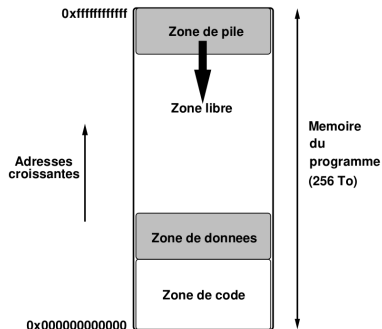 0xffffffffffff
Zone de pile
Zone libre
Memoire
du
programme
(256 To)
Adresses
croissantes
Zone de donnees
Zone de code
0x000000000000